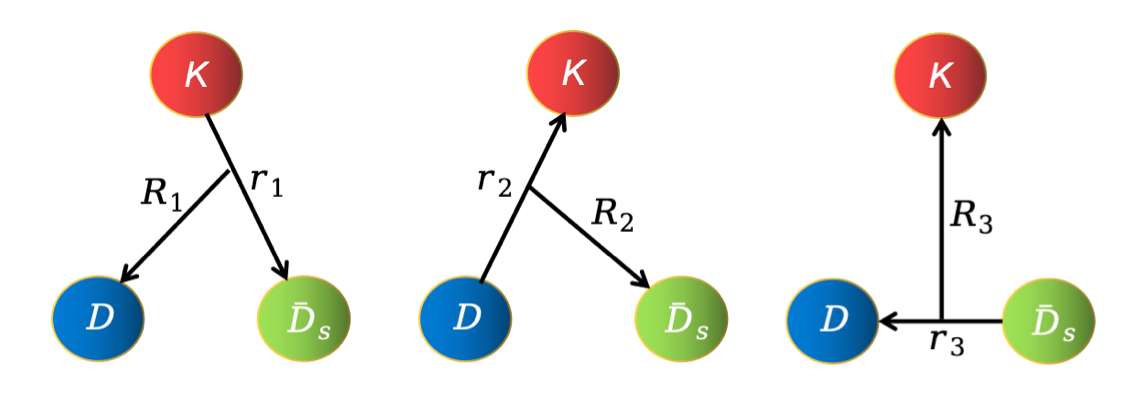 K
R₁
r₁
D
D̄ₛ
K
r₂
R₂
D
D̄ₛ
K
R₃
D
r₃
D̄ₛ